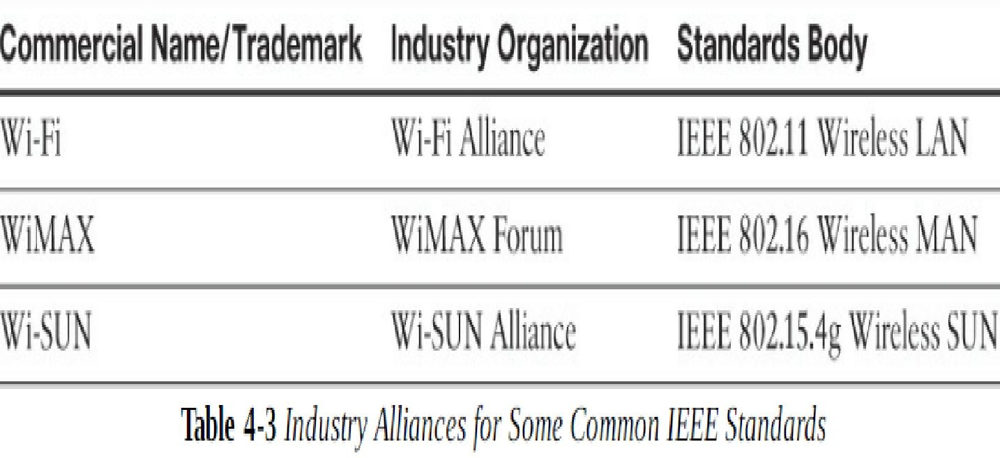 Commercial Name/Trademark Industry Organization Standards Body
Wi-Fi Wi-Fi Alliance IEEE 802.11 Wireless LAN
WiMAX WiMAX Forum IEEE 802.16 Wireless MAN
Wi-SUN Wi-SUN Alliance IEEE 802.15.4g Wireless SUN
Table 4-3 Industry Alliances for Some Common IEEE Standards